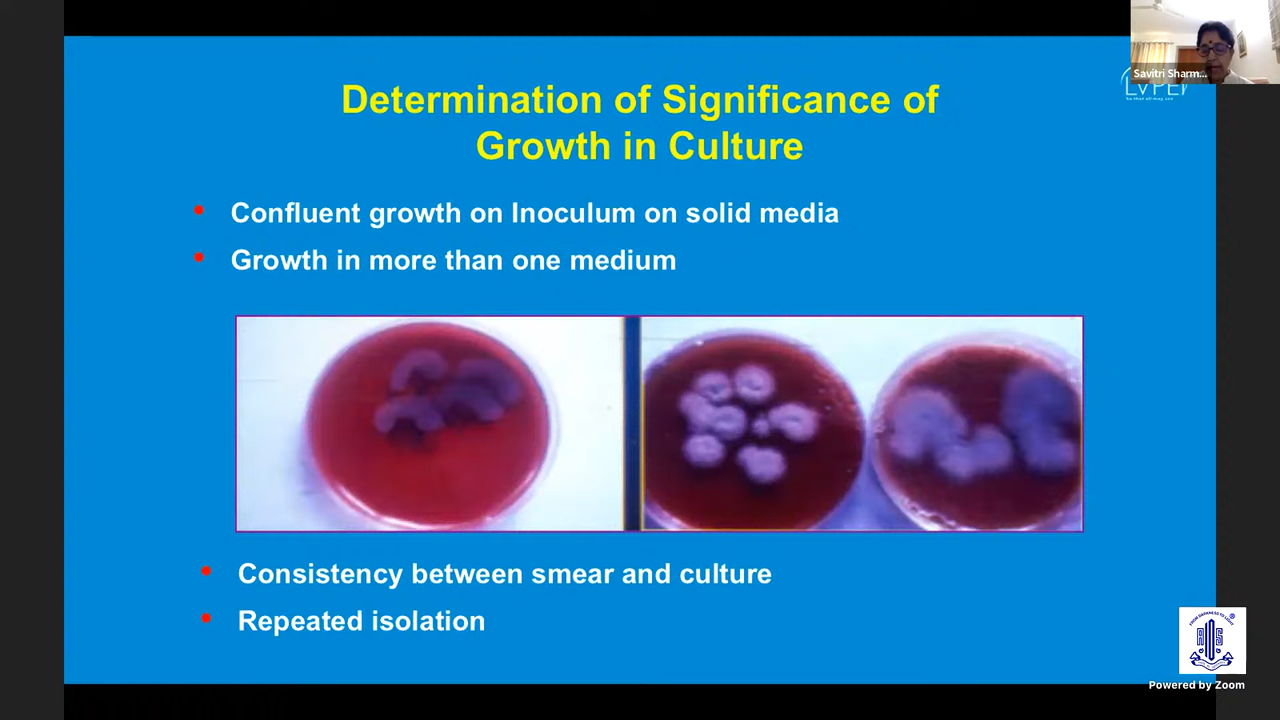 Savitri Sharm...
LVPEI
Determination of Significance of
Growth in Culture
Confluent growth on Inoculum on solid media
Growth in more than one medium
Consistency between smear and culture
Repeated isolation
Powered by Zoom